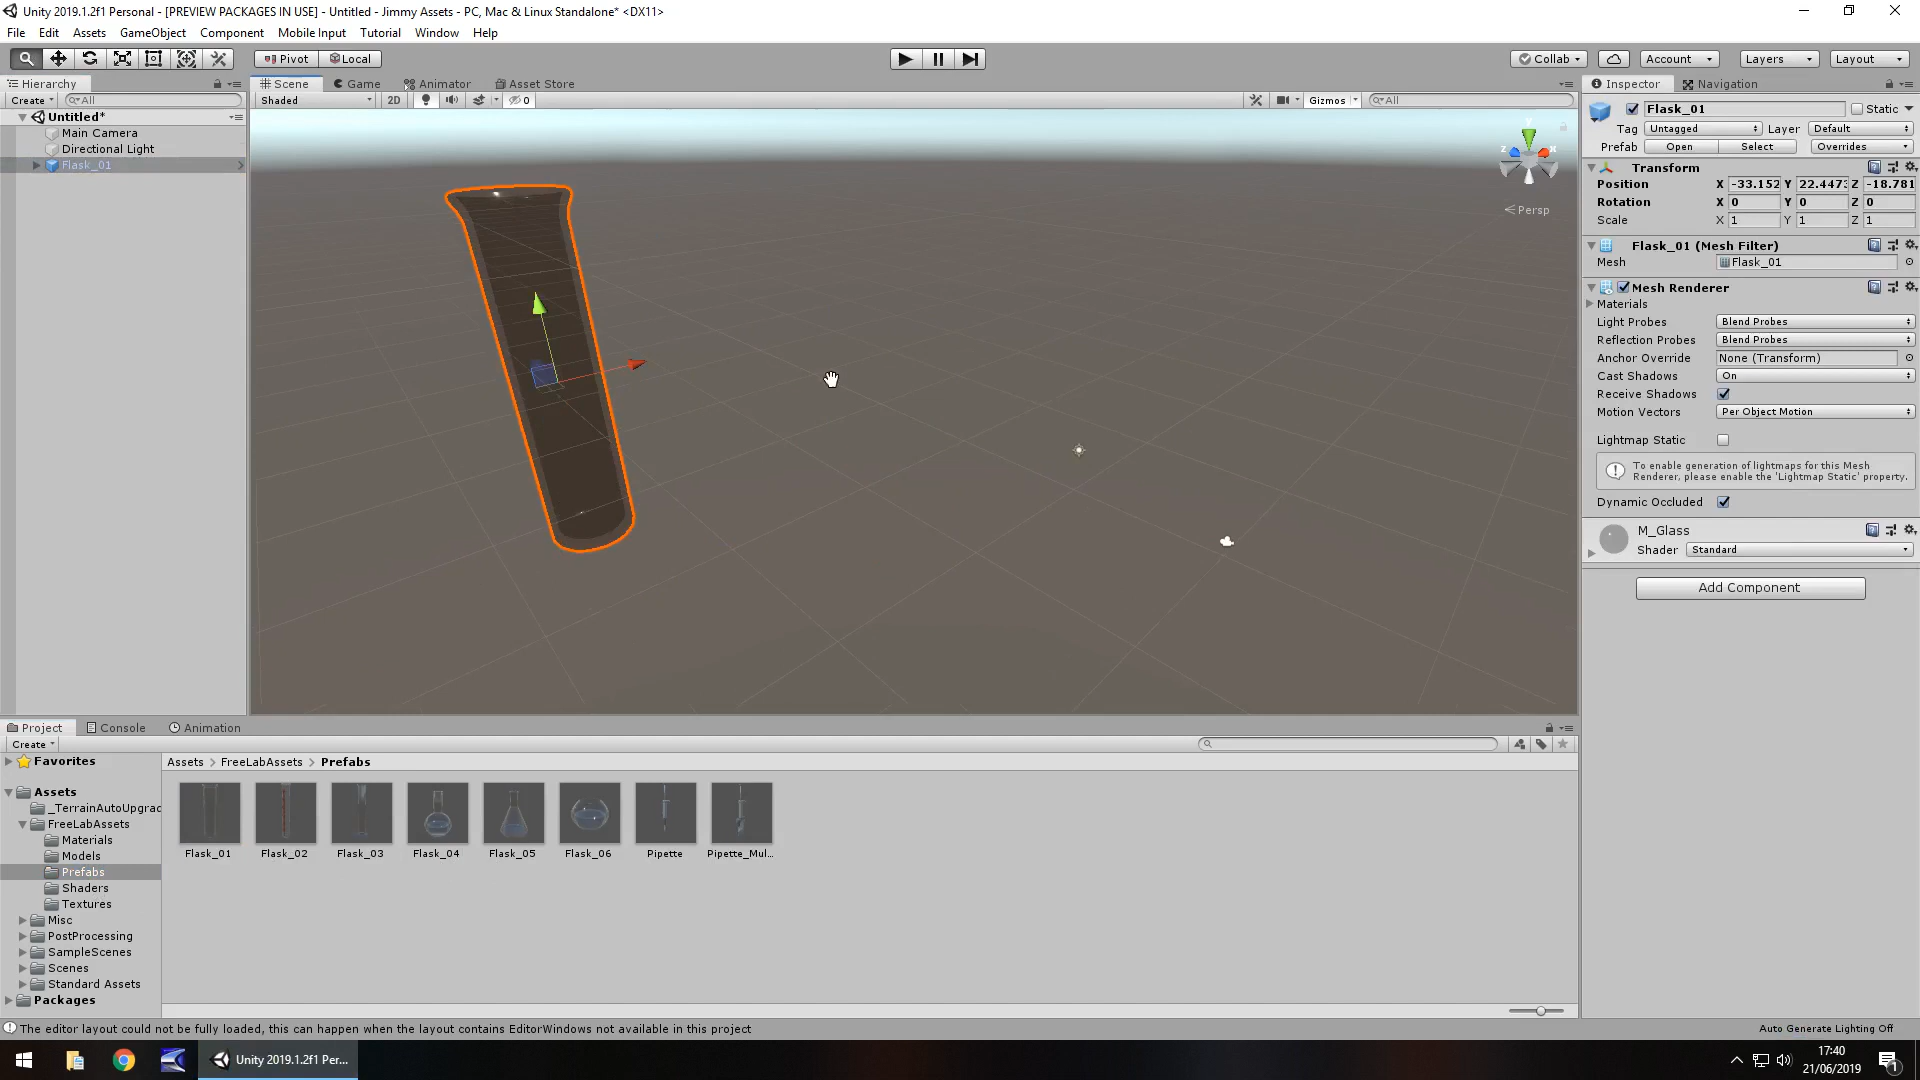 Unity 2019.1.2f1 Personal - [PREVIEW PACKAGES IN USE] - Untitled - Jimmy Assets - PC, Mac & Linux Standalone* <DX11>
File Edit Assets GameObject Component Mobile Input Tutorial Window Help
Pivot Local Collab Account Layers Layout
Hierarchy Scene Game Animator Asset Store Inspector Navigation
Create All Shaded 2D 0 Gizmos All
Untitled*
Main Camera
Directional Light
Flask_01
y
z x
Persp
Flask_01 Static
Tag Untagged Layer Default
Prefab Open Select Overrides
Transform
Position X -33.152 Y 22.4473 Z -18.781
Rotation X 0 Y 0 Z 0
Scale X 1 Y 1 Z 1
Flask_01 (Mesh Filter)
Mesh Flask_01
Mesh Renderer
Materials
Light Probes Blend Probes
Reflection Probes Blend Probes
Anchor Override None (Transform)
Cast Shadows On
Receive Shadows
Motion Vectors Per Object Motion
Lightmap Static
To enable generation of lightmaps for this Mesh
Renderer, please enable the 'Lightmap Static' property.
Dynamic Occluded
M_Glass
Shader Standard
Add Component
Project Console Animation
Create
Favorites
Assets
_TerrainAutoUpgrad
FreeLabAssets
Materials
Models
Prefabs
Shaders
Textures
Misc
PostProcessing
SampleScenes
Scenes
Standard Assets
Packages
Assets > FreeLabAssets > Prefabs
Flask_01 Flask_02 Flask_03 Flask_04 Flask_05 Flask_06 Pipette Pipette_Mul...
The editor layout could not be fully loaded, this can happen when the layout contains EditorWindows not available in this project
Auto Generate Lighting Off
Unity 2019.1.2f1 Per...
17:40
21/06/2019
1